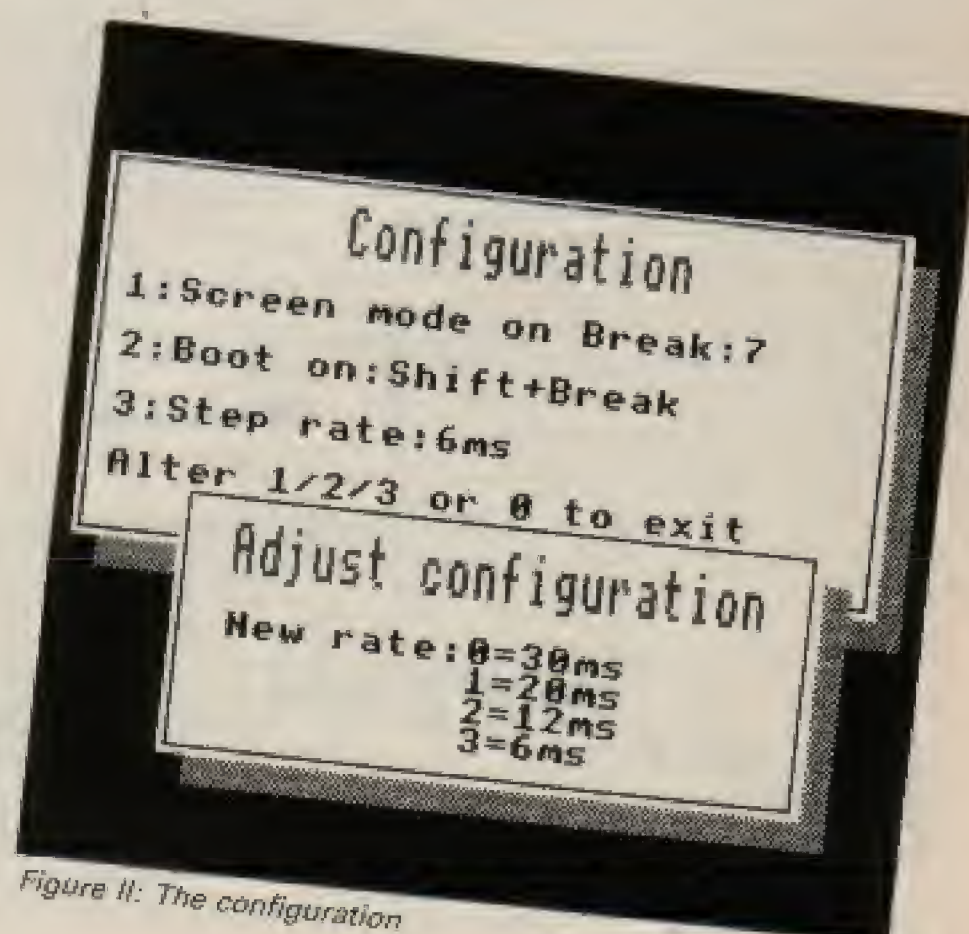 Configuration
1:Screen mode on Break:7
2:Boot on:Shift+Break
3:Step rate:6ms
Alter 1/2/3 or 0 to exit
Adjust configuration
New rate:0=30ms
1=20ms
2=12ms
3=6ms
Figure II: The configuration